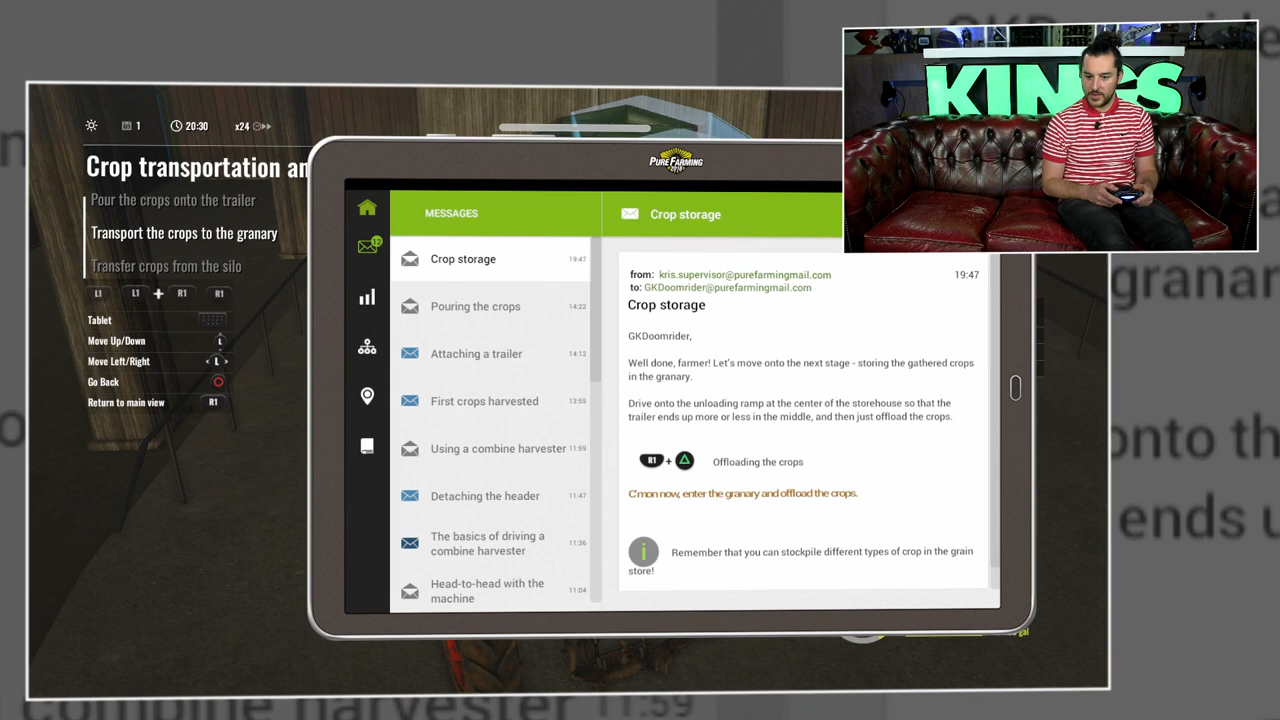 KINGS
1
20:30
x24
Crop transportation an
Pour the crops onto the trailer
Transport the crops to the granary
Transfer crops from the silo
L1
L1
R1
R1
Tablet
Move Up/Down
L
Move Left/Right
L
Go Back
Return to main view
R1
PURE FARMING
2018
12
MESSAGES
Crop storage
19:47
Pouring the crops
14:22
Attaching a trailer
14:12
First crops harvested
13:55
Using a combine harvester
11:59
Detaching the header
11:47
The basics of driving a
combine harvester
11:36
Head-to-head with the
machine
11:04
Crop storage
from: kris.supervisor@purefarmingmail.com
19:47
to: GKDoomrider@purefarmingmail.com
Crop storage
GKDoomrider,
Well done, farmer! Let's move onto the next stage - storing the gathered crops
in the granary.
Drive onto the unloading ramp at the center of the storehouse so that the
trailer ends up more or less in the middle, and then just offload the crops.
R1 + Offloading the crops
C'mon now, enter the granary and offload the crops.
i Remember that you can stockpile different types of crop in the grain
store!
gal
granar
onto th
ends u
combine harvester 11:59